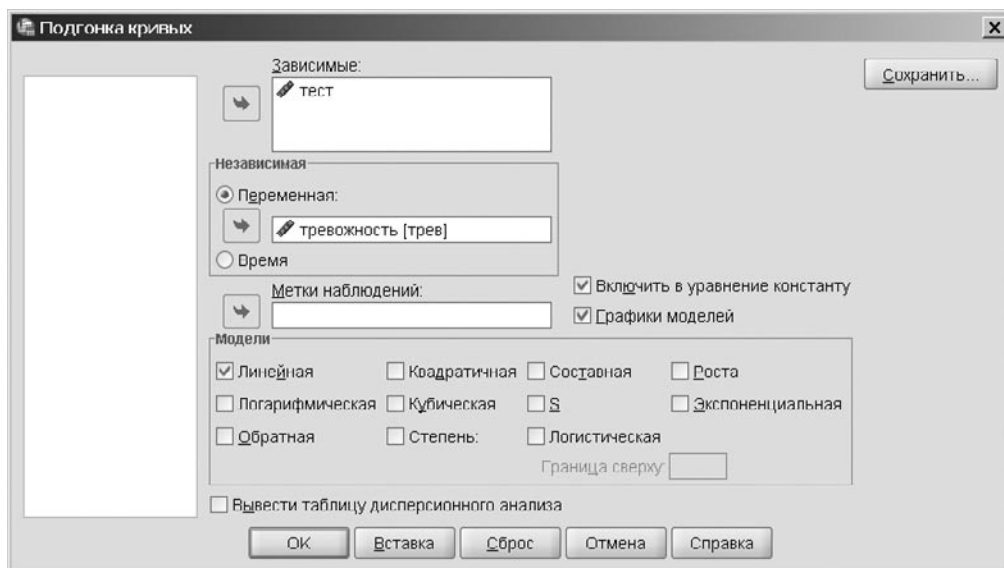 Подгонка кривых
Зависимые:
тест
Сохранить...
Независимая
Переменная:
тревожность [трев]
Время
Метки наблюдений:
Включить в уравнение константу
Графики моделей
Модели
Линейная
Квадратичная
Составная
Роста
Логарифмическая
Кубическая
S
Экспоненциальная
Обратная
Степень:
Логистическая
Граница сверху:
Вывести таблицу дисперсионного анализа
OK
Вставка
Сброс
Отмена
Справка